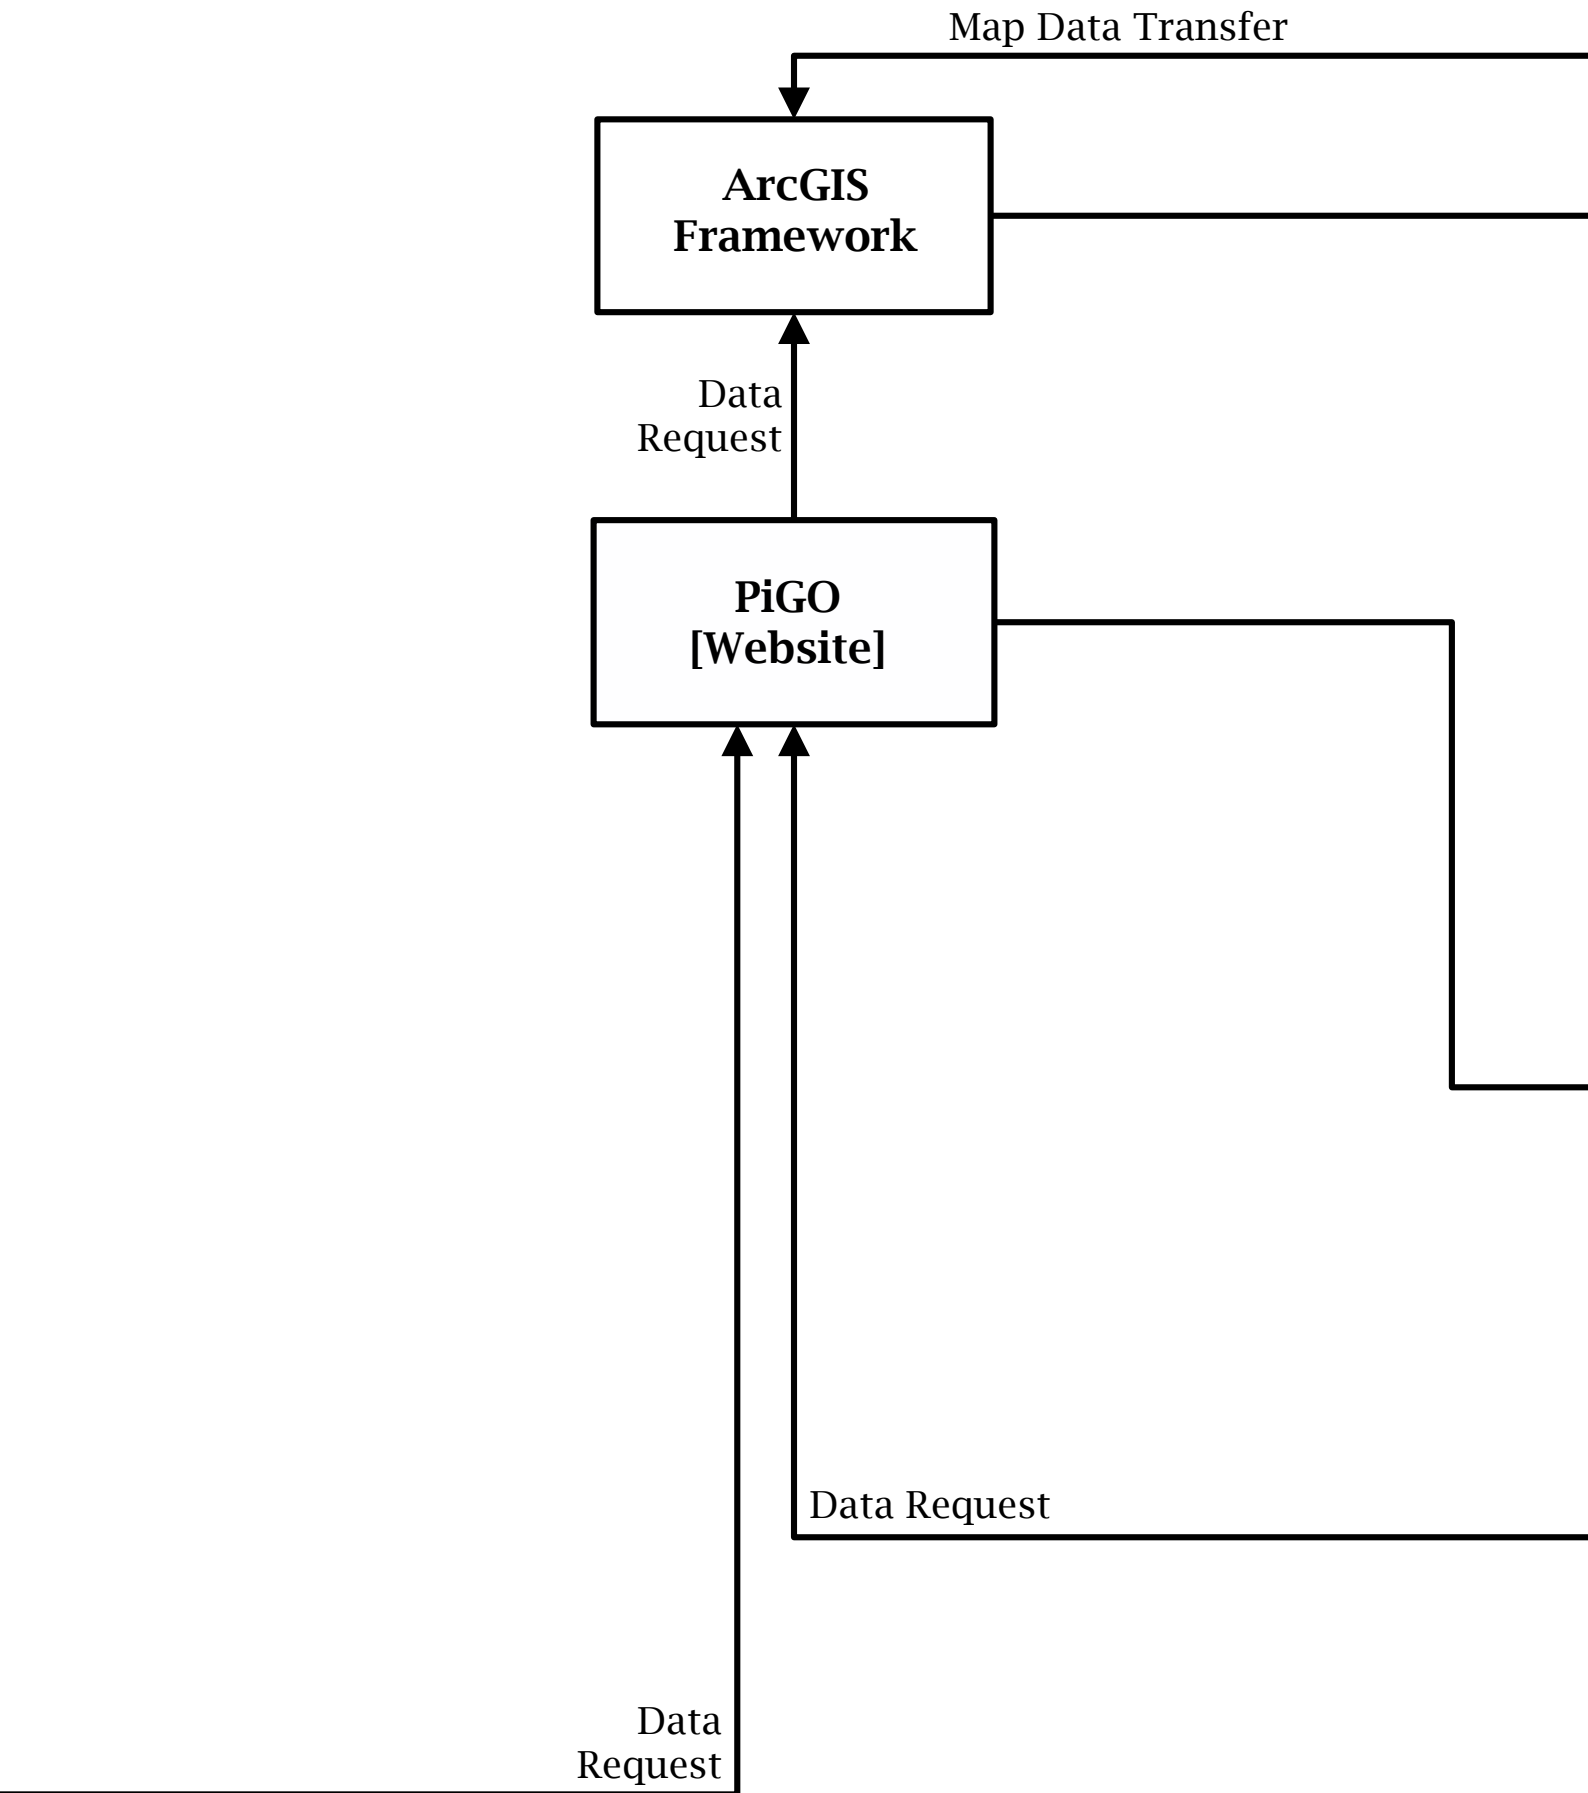 Map Data Transfer
ArcGIS
Framework
Data
Request
PiGO
[Website]
Data Request
Data
Request